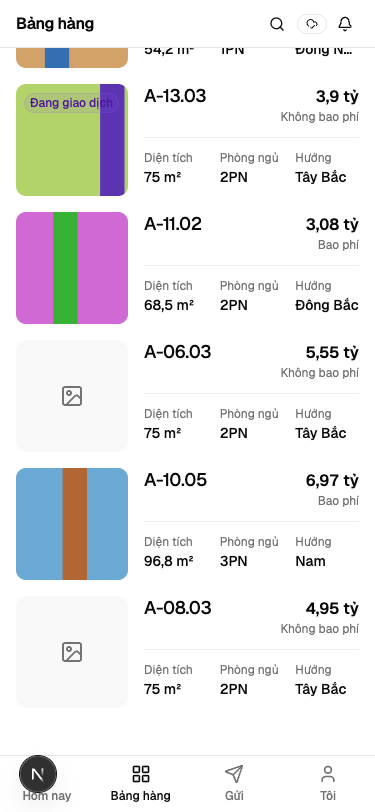 Bảng hàng
54,2 m² 1PN Đông N...
Đang giao dịch
A-13.03 3,9 tỷ
Không bao phí
Diện tích Phòng ngủ Hướng
75 m² 2PN Tây Bắc
A-11.02 3,08 tỷ
Bao phí
Diện tích Phòng ngủ Hướng
68,5 m² 2PN Đông Bắc
A-06.03 5,55 tỷ
Không bao phí
Diện tích Phòng ngủ Hướng
75 m² 2PN Tây Bắc
A-10.05 6,97 tỷ
Bao phí
Diện tích Phòng ngủ Hướng
96,8 m² 3PN Nam
A-08.03 4,95 tỷ
Không bao phí
Diện tích Phòng ngủ Hướng
75 m² 2PN Tây Bắc
N
Hôm nay Bảng hàng Gửi Tôi